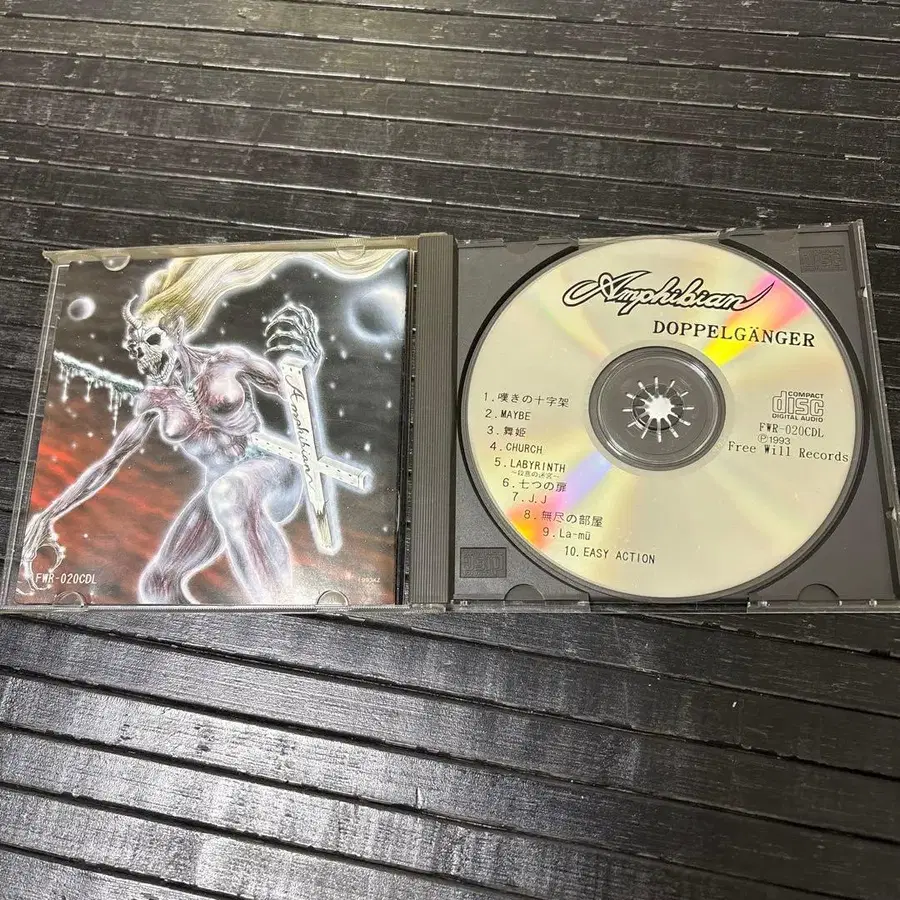 Amphibian
FWR-020CDL
Amphibian
DOPPELGÄNGER
1.嘆きの十字架
2.MAYBE
3.舞姫
4.CHURCH
5.LABYRINTH
6.七つの扉
7.J.J
8.無尽の部屋
9.La-mū
10.EASY ACTION
COMPACT
disc
DIGITAL AUDIO
FWR-020CDL
Ⓟ1993
Free Will Records